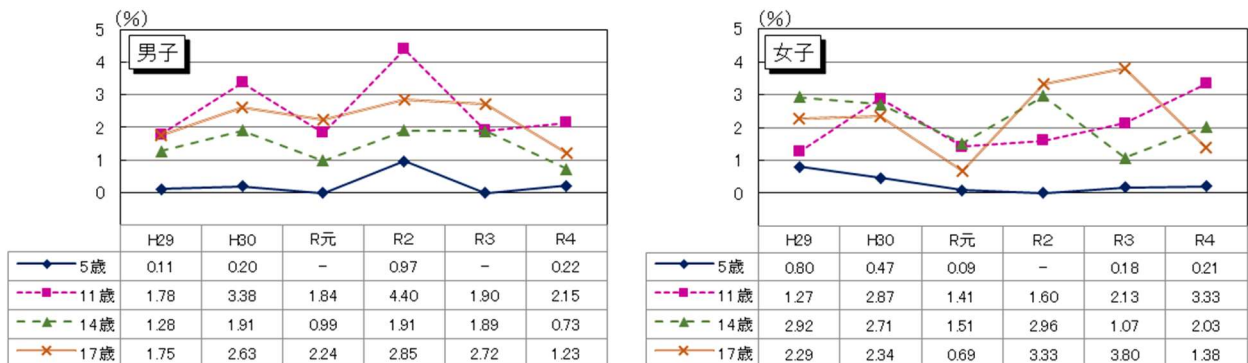 (%)
男子
5
4
3
2
1
0
H29 H30 R元 R2 R3 R4
5歳 0.11 0.20 － 0.97 － 0.22
11歳 1.78 3.38 1.84 4.40 1.90 2.15
14歳 1.28 1.91 0.99 1.91 1.89 0.73
17歳 1.75 2.63 2.24 2.85 2.72 1.23
(%)
女子
5
4
3
2
1
0
H29 H30 R元 R2 R3 R4
5歳 0.80 0.47 0.09 － 0.18 0.21
11歳 1.27 2.87 1.41 1.60 2.13 3.33
14歳 2.92 2.71 1.51 2.96 1.07 2.03
17歳 2.29 2.34 0.69 3.33 3.80 1.38